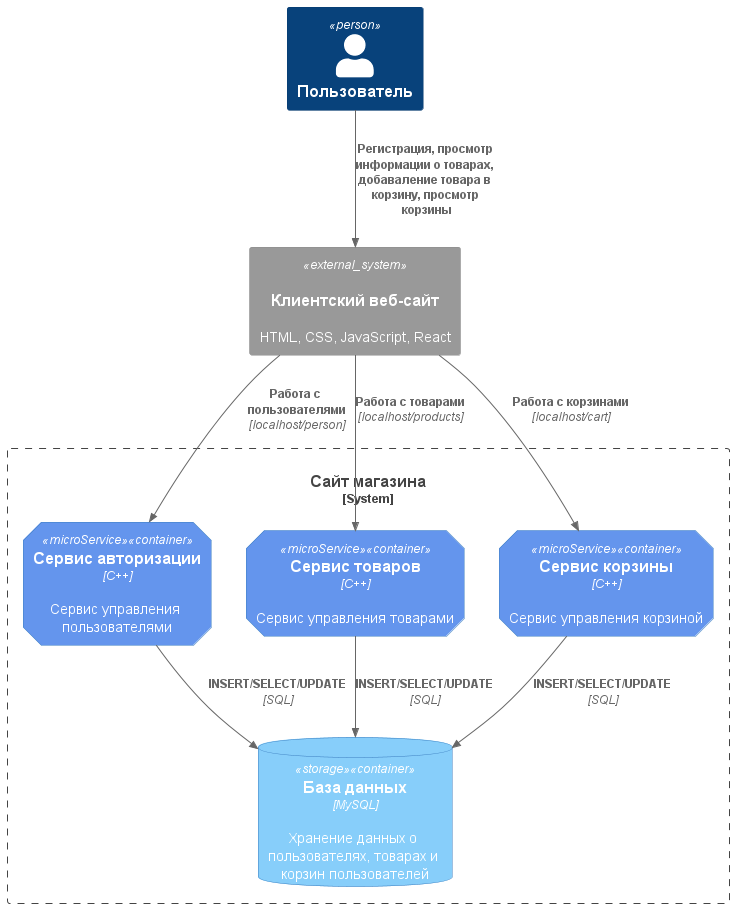 «person»
Пользователь
Регистрация, просмотр
информации о товарах,
добаваление товара в
корзину, просмотр
корзины
«external_system»
Клиентский веб-сайт
HTML, CSS, JavaScript, React
Работа с
пользователями
[localhost/person]
Работа с товарами
[localhost/products]
Работа с корзинами
[localhost/cart]
Сайт магазина
[System]
«microService»«container»
Сервис авторизации
[C++]
Сервис управления
пользователями
«microService»«container»
Сервис товаров
[C++]
Сервис управления товарами
«microService»«container»
Сервис корзины
[C++]
Сервис управления корзиной
INSERT/SELECT/UPDATE
[SQL]
INSERT/SELECT/UPDATE
[SQL]
INSERT/SELECT/UPDATE
[SQL]
«storage»«container»
База данных
[MySQL]
Хранение данных о
пользователях, товарах и
корзин пользователей